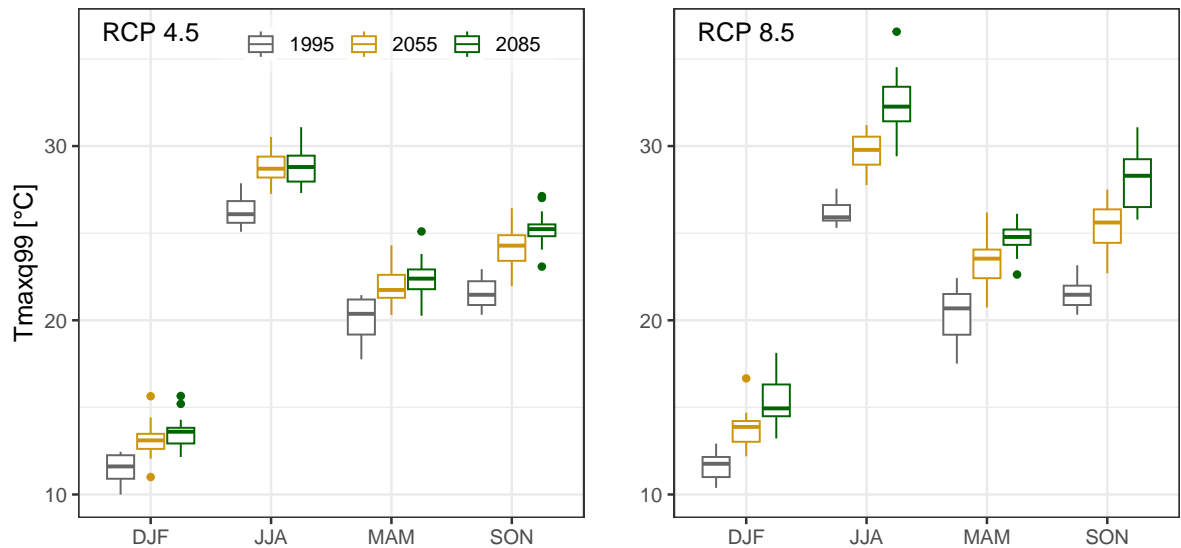 RCP 4.5
1995 2055 2085
RCP 8.5
Tmaxq99 [°C]
30
20
10
DJF JJA MAM SON
30
20
10
DJF JJA MAM SON